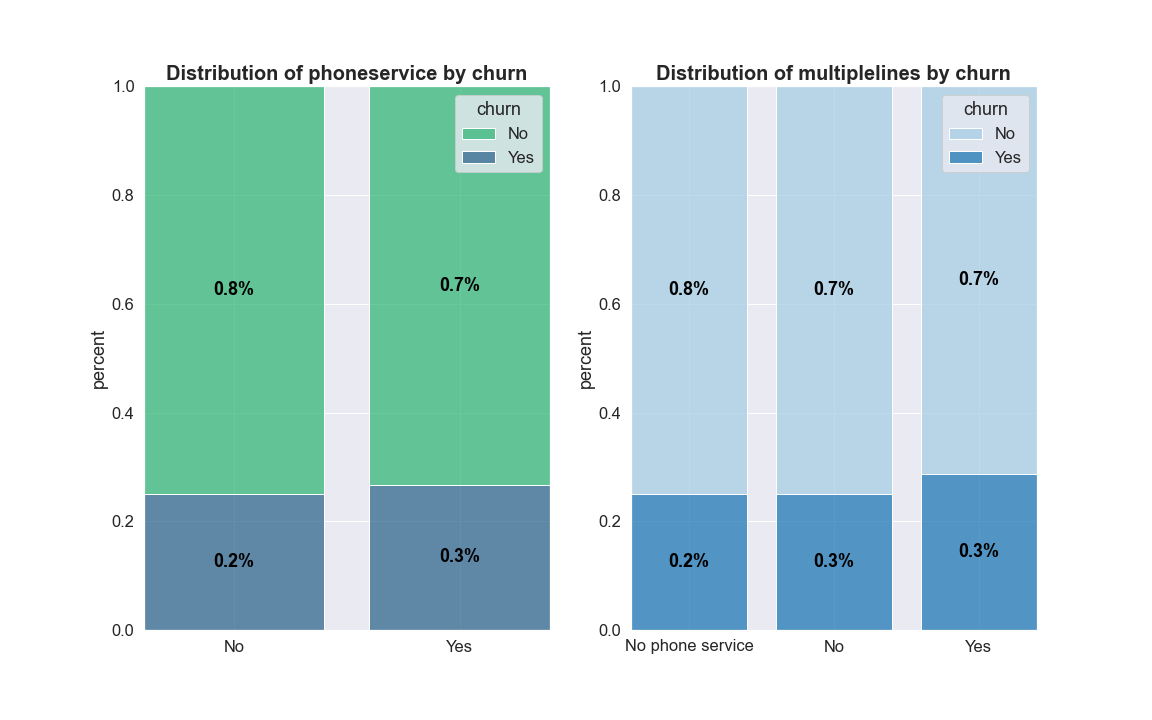 Distribution of phoneservice by churn
percent
1.0
0.8
0.6
0.4
0.2
0.0
churn
No
Yes
0.8%
0.7%
0.2%
0.3%
No
Yes
Distribution of multiplelines by churn
percent
1.0
0.8
0.6
0.4
0.2
0.0
churn
No
Yes
0.8%
0.7%
0.7%
0.2%
0.3%
0.3%
No phone service
No
Yes